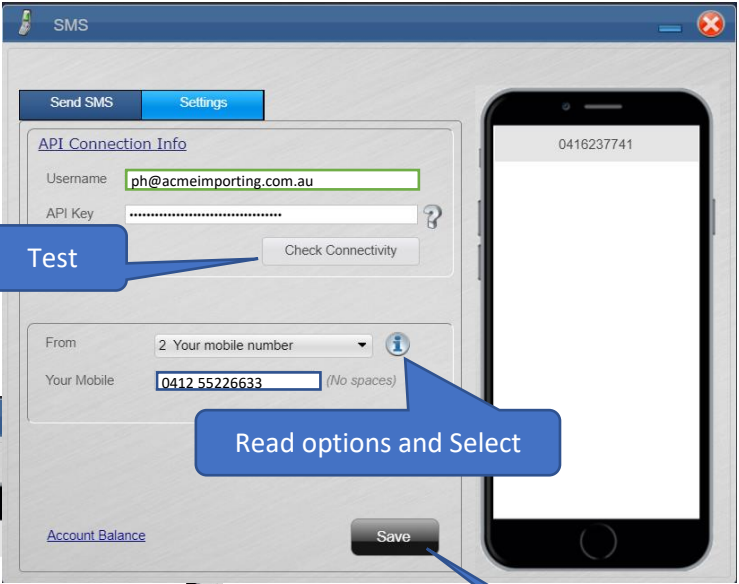 SMS
Send SMS Settings
API Connection Info
0416237741
Username ph@acmeimporting.com.au
API Key ••••••••••••••••••••••••••••••••••••
?
Test
Check Connectivity
From 2 Your mobile number i
Your Mobile 0412 55226633 (No spaces)
Read options and Select
Account Balance
Save